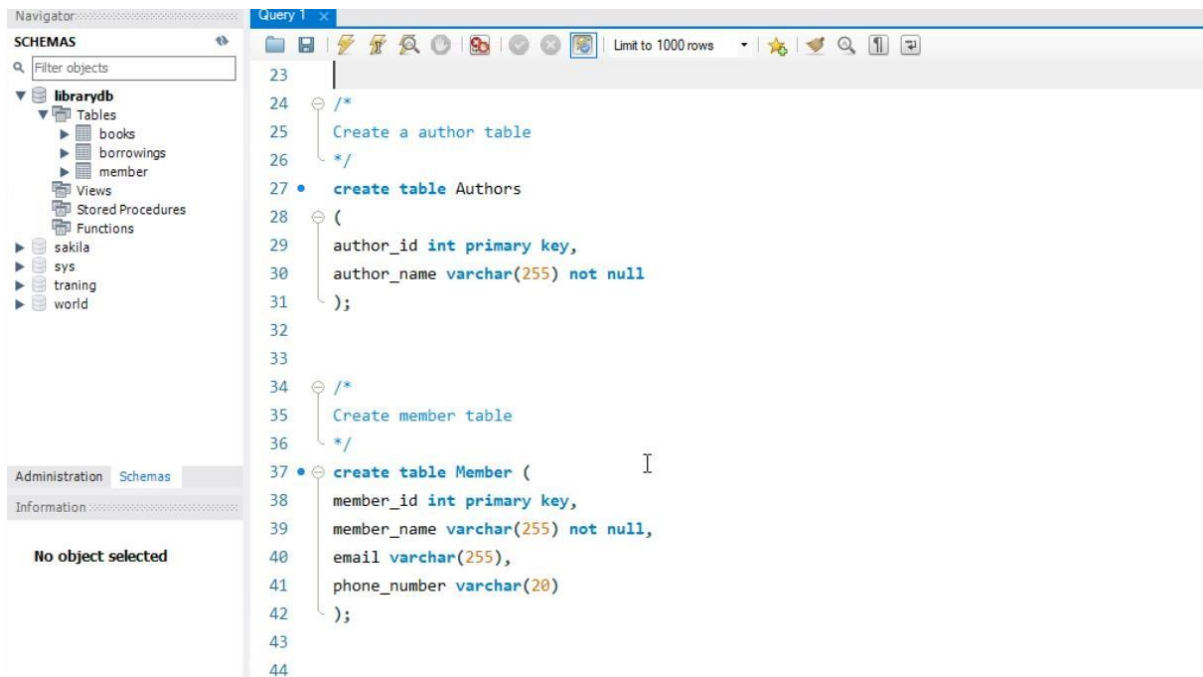 Navigator
SCHEMAS
Filter objects
librarydb
Tables
books
borrowings
member
Views
Stored Procedures
Functions
sakila
sys
traning
world
Administration Schemas
Information
No object selected
Query 1
Limit to 1000 rows
23
24 /*
25 Create a author table
26 */
27 create table Authors
28 (
29 author_id int primary key,
30 author_name varchar(255) not null
31 );
32
33
34 /*
35 Create member table
36 */
37 create table Member (
38 member_id int primary key,
39 member_name varchar(255) not null,
40 email varchar(255),
41 phone_number varchar(20)
42 );
43
44